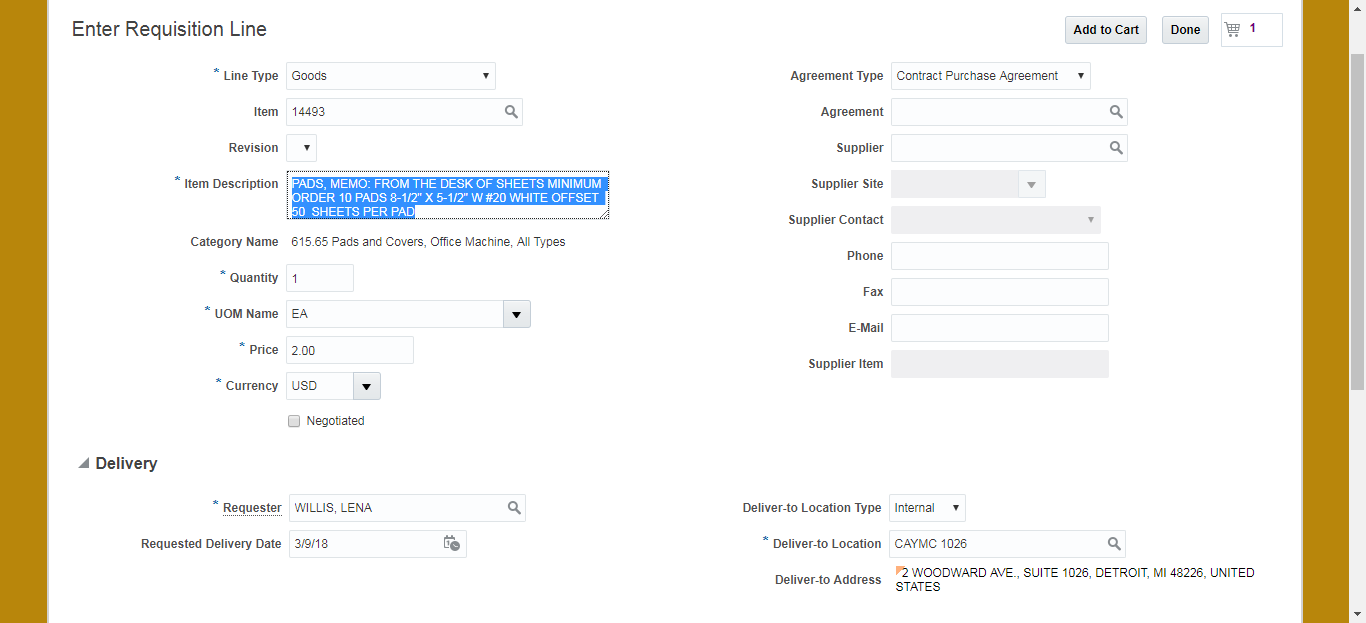 Enter Requisition Line
Add to Cart
Done
1
* Line Type Goods
Item 14493
Revision
* Item Description PADS, MEMO: FROM THE DESK OF SHEETS MINIMUM
ORDER 10 PADS 8-1/2" X 5-1/2" W #20 WHITE OFFSET
50 SHEETS PER PAD
Category Name 615.65 Pads and Covers, Office Machine, All Types
* Quantity 1
* UOM Name EA
* Price 2.00
* Currency USD
Negotiated
Agreement Type Contract Purchase Agreement
Agreement
Supplier
Supplier Site
Supplier Contact
Phone
Fax
E-Mail
Supplier Item
Delivery
* Requester WILLIS, LENA
Requested Delivery Date 3/9/18
Deliver-to Location Type Internal
* Deliver-to Location CAYMC 1026
Deliver-to Address 2 WOODWARD AVE., SUITE 1026, DETROIT, MI 48226, UNITED
STATES